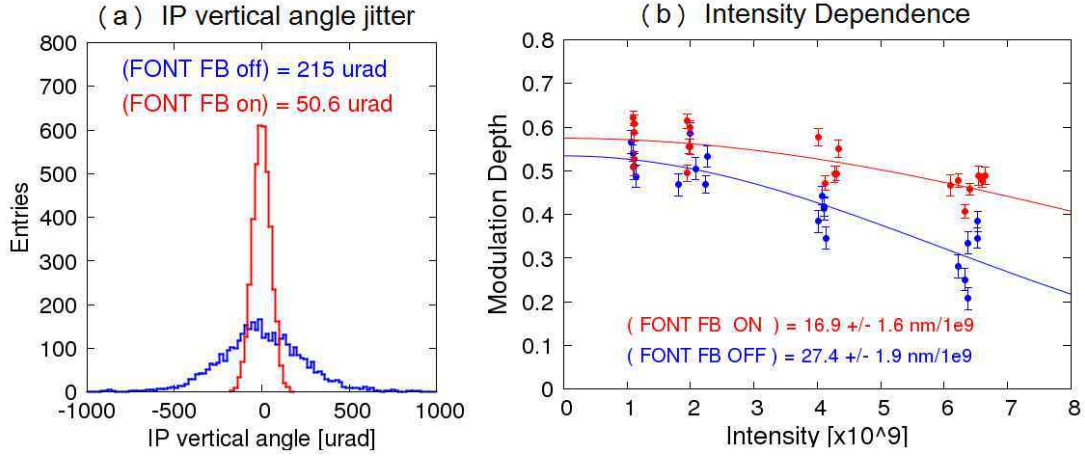 (a) IP vertical angle jitter
800
700
600
500
400
300
200
100
0
Entries
(FONT FB off) = 215 urad
(FONT FB on) = 50.6 urad
-1000 -500 0 500 1000
IP vertical angle [urad]
(b) Intensity Dependence
0.8
0.7
0.6
0.5
0.4
0.3
0.2
0.1
0
Modulation Depth
( FONT FB ON ) = 16.9 +/- 1.6 nm/1e9
( FONT FB OFF ) = 27.4 +/- 1.9 nm/1e9
0 1 2 3 4 5 6 7 8
Intensity [x10^9]